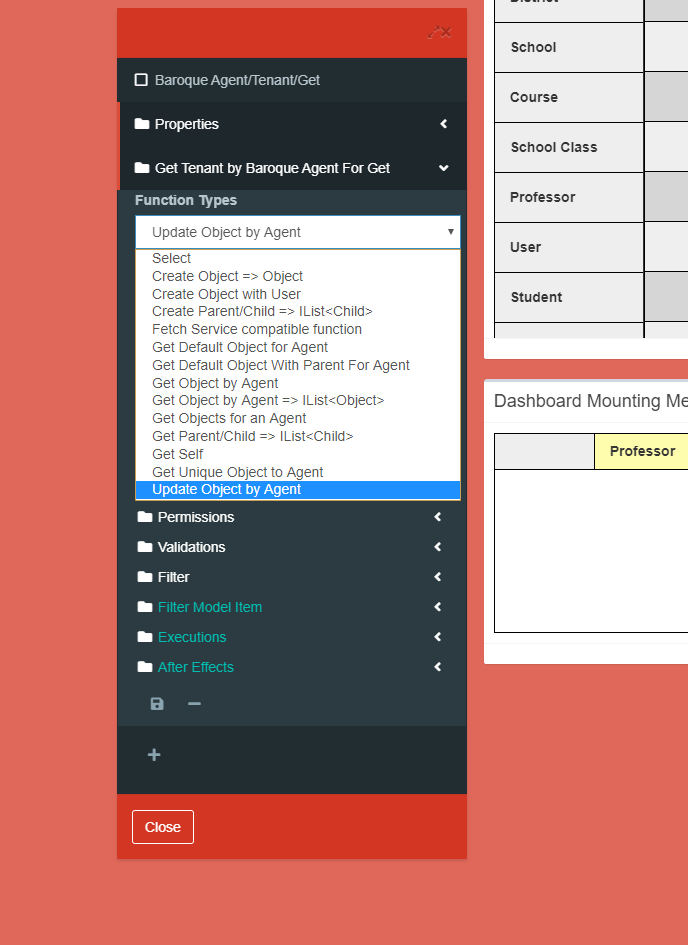 Baroque Agent/Tenant/Get
Properties
Get Tenant by Baroque Agent For Get
Function Types
Update Object by Agent
Select
Create Object => Object
Create Object with User
Create Parent/Child => IList<Child>
Fetch Service compatible function
Get Default Object for Agent
Get Default Object With Parent For Agent
Get Object by Agent
Get Object by Agent => IList<Object>
Get Objects for an Agent
Get Parent/Child => IList<Child>
Get Self
Get Unique Object to Agent
Update Object by Agent
Permissions
Validations
Filter
Filter Model Item
Executions
After Effects
Close
District
School
Course
School Class
Professor
User
Student
Dashboard Mounting Me
Professor